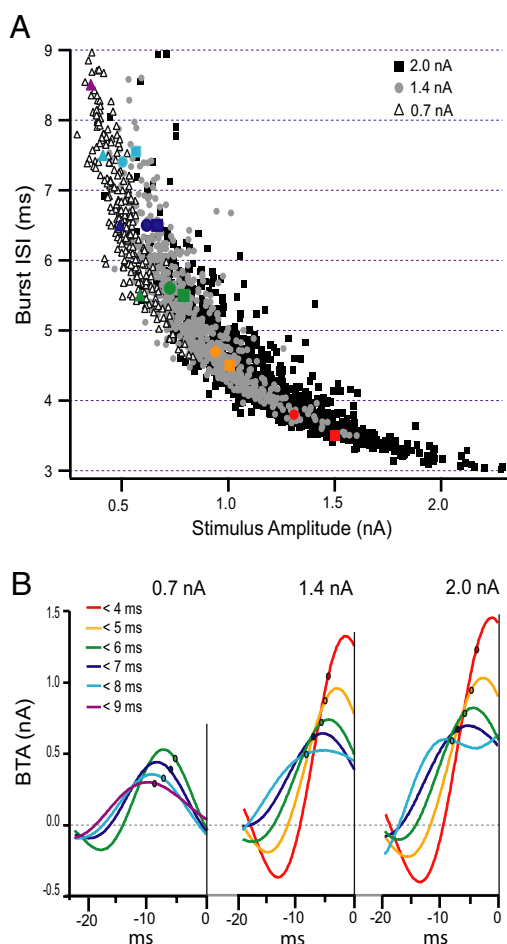 A
9
8
7
6
5
4
3
Burst ISI (ms)
2.0 nA
1.4 nA
0.7 nA
0.5
1.0
1.5
2.0
Stimulus Amplitude (nA)
B
0.7 nA
1.4 nA
2.0 nA
1.5
1.0
0.5
0.0
-0.5
BTA (nA)
< 4 ms
< 5 ms
< 6 ms
< 7 ms
< 8 ms
< 9 ms
-20
-10
0
-20
-10
0
-20
-10
0
ms
ms
ms